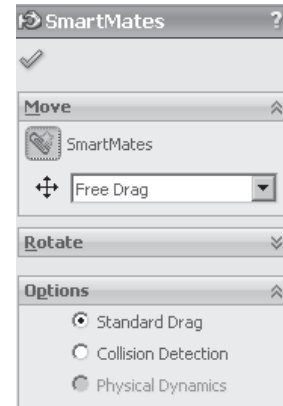 SmartMates ?
Move
SmartMates
Free Drag
Rotate
Options
Standard Drag
Collision Detection
Physical Dynamics